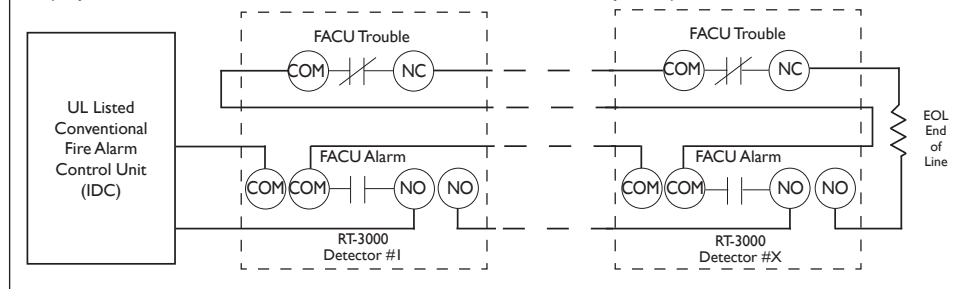 FACU Trouble
COM
NC
FACU Trouble
COM
NC
UL Listed
Conventional
Fire Alarm
Control Unit
(IDC)
EOL
End
of
Line
FACU Alarm
COM
COM
NO
NO
FACU Alarm
COM
COM
NO
NO
RT-3000
Detector #1
RT-3000
Detector #X